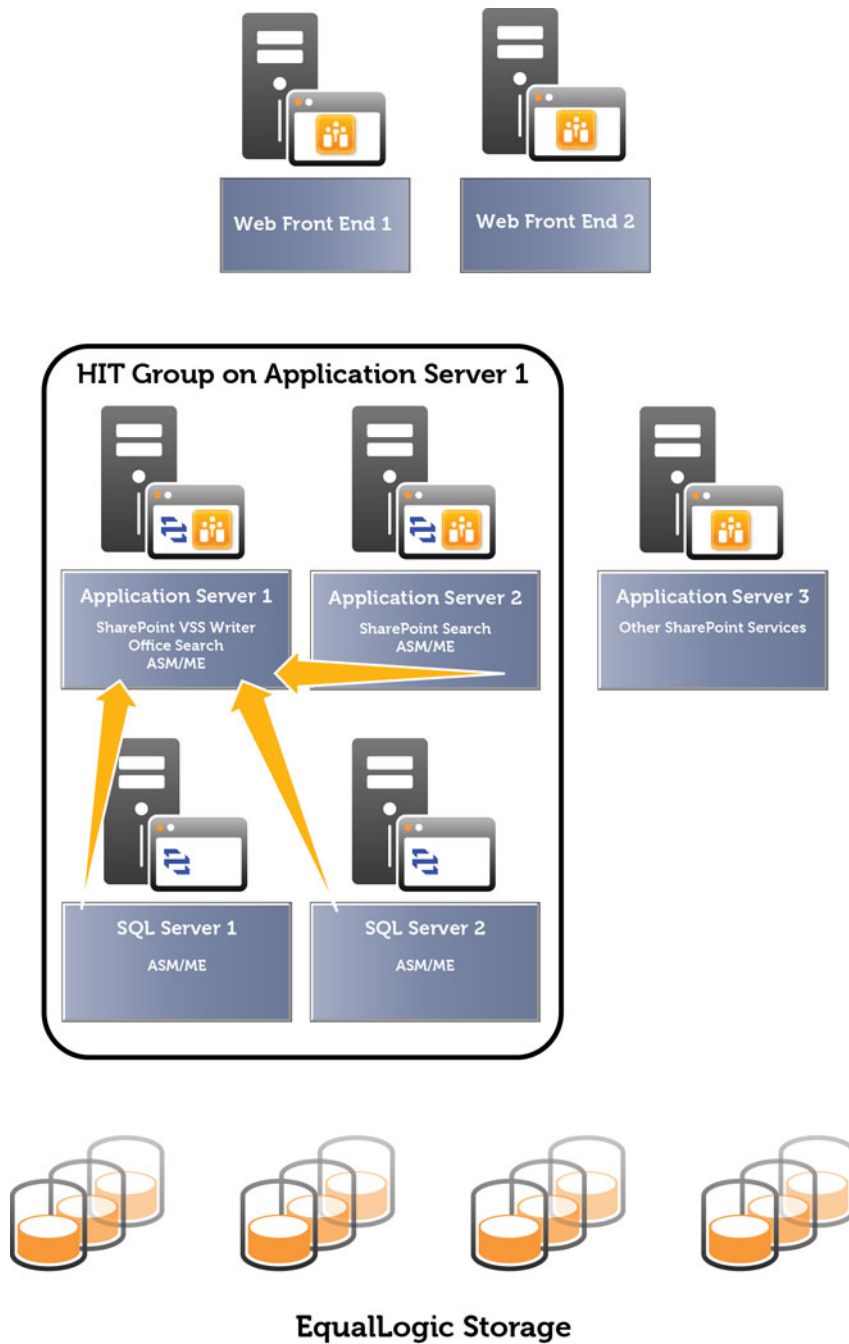 Web Front End 1
Web Front End 2
HIT Group on Application Server 1
Application Server 1
SharePoint VSS Writer
Office Search
ASM/ME
Application Server 2
SharePoint Search
ASM/ME
Application Server 3
Other SharePoint Services
SQL Server 1
ASM/ME
SQL Server 2
ASM/ME
EqualLogic Storage